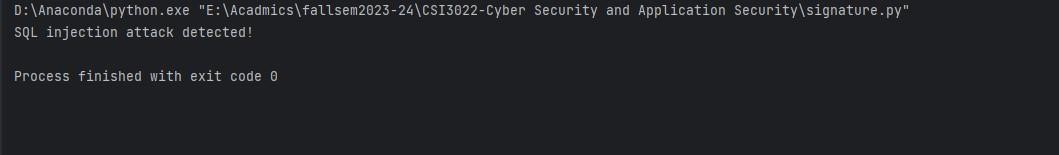 D:\Anaconda\python.exe "E:\Acadmics\fallsem2023-24\CSI3022-Cyber Security and Application Security\signature.py"
SQL injection attack detected!
Process finished with exit code 0